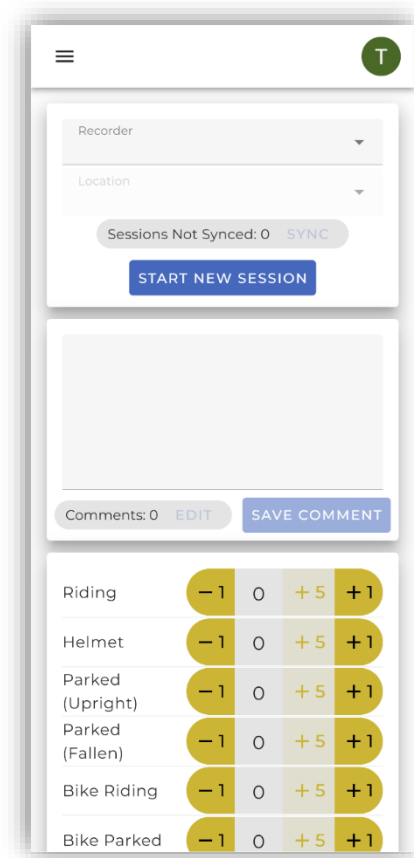 T
Recorder
Location
Sessions Not Synced: 0 SYNC
START NEW SESSION
Comments: 0 EDIT SAVE COMMENT
Riding −1 0 +5 +1
Helmet −1 0 +5 +1
Parked
(Upright) −1 0 +5 +1
Parked
(Fallen) −1 0 +5 +1
Bike Riding −1 0 +5 +1
Bike Parked −1 0 +5 +1